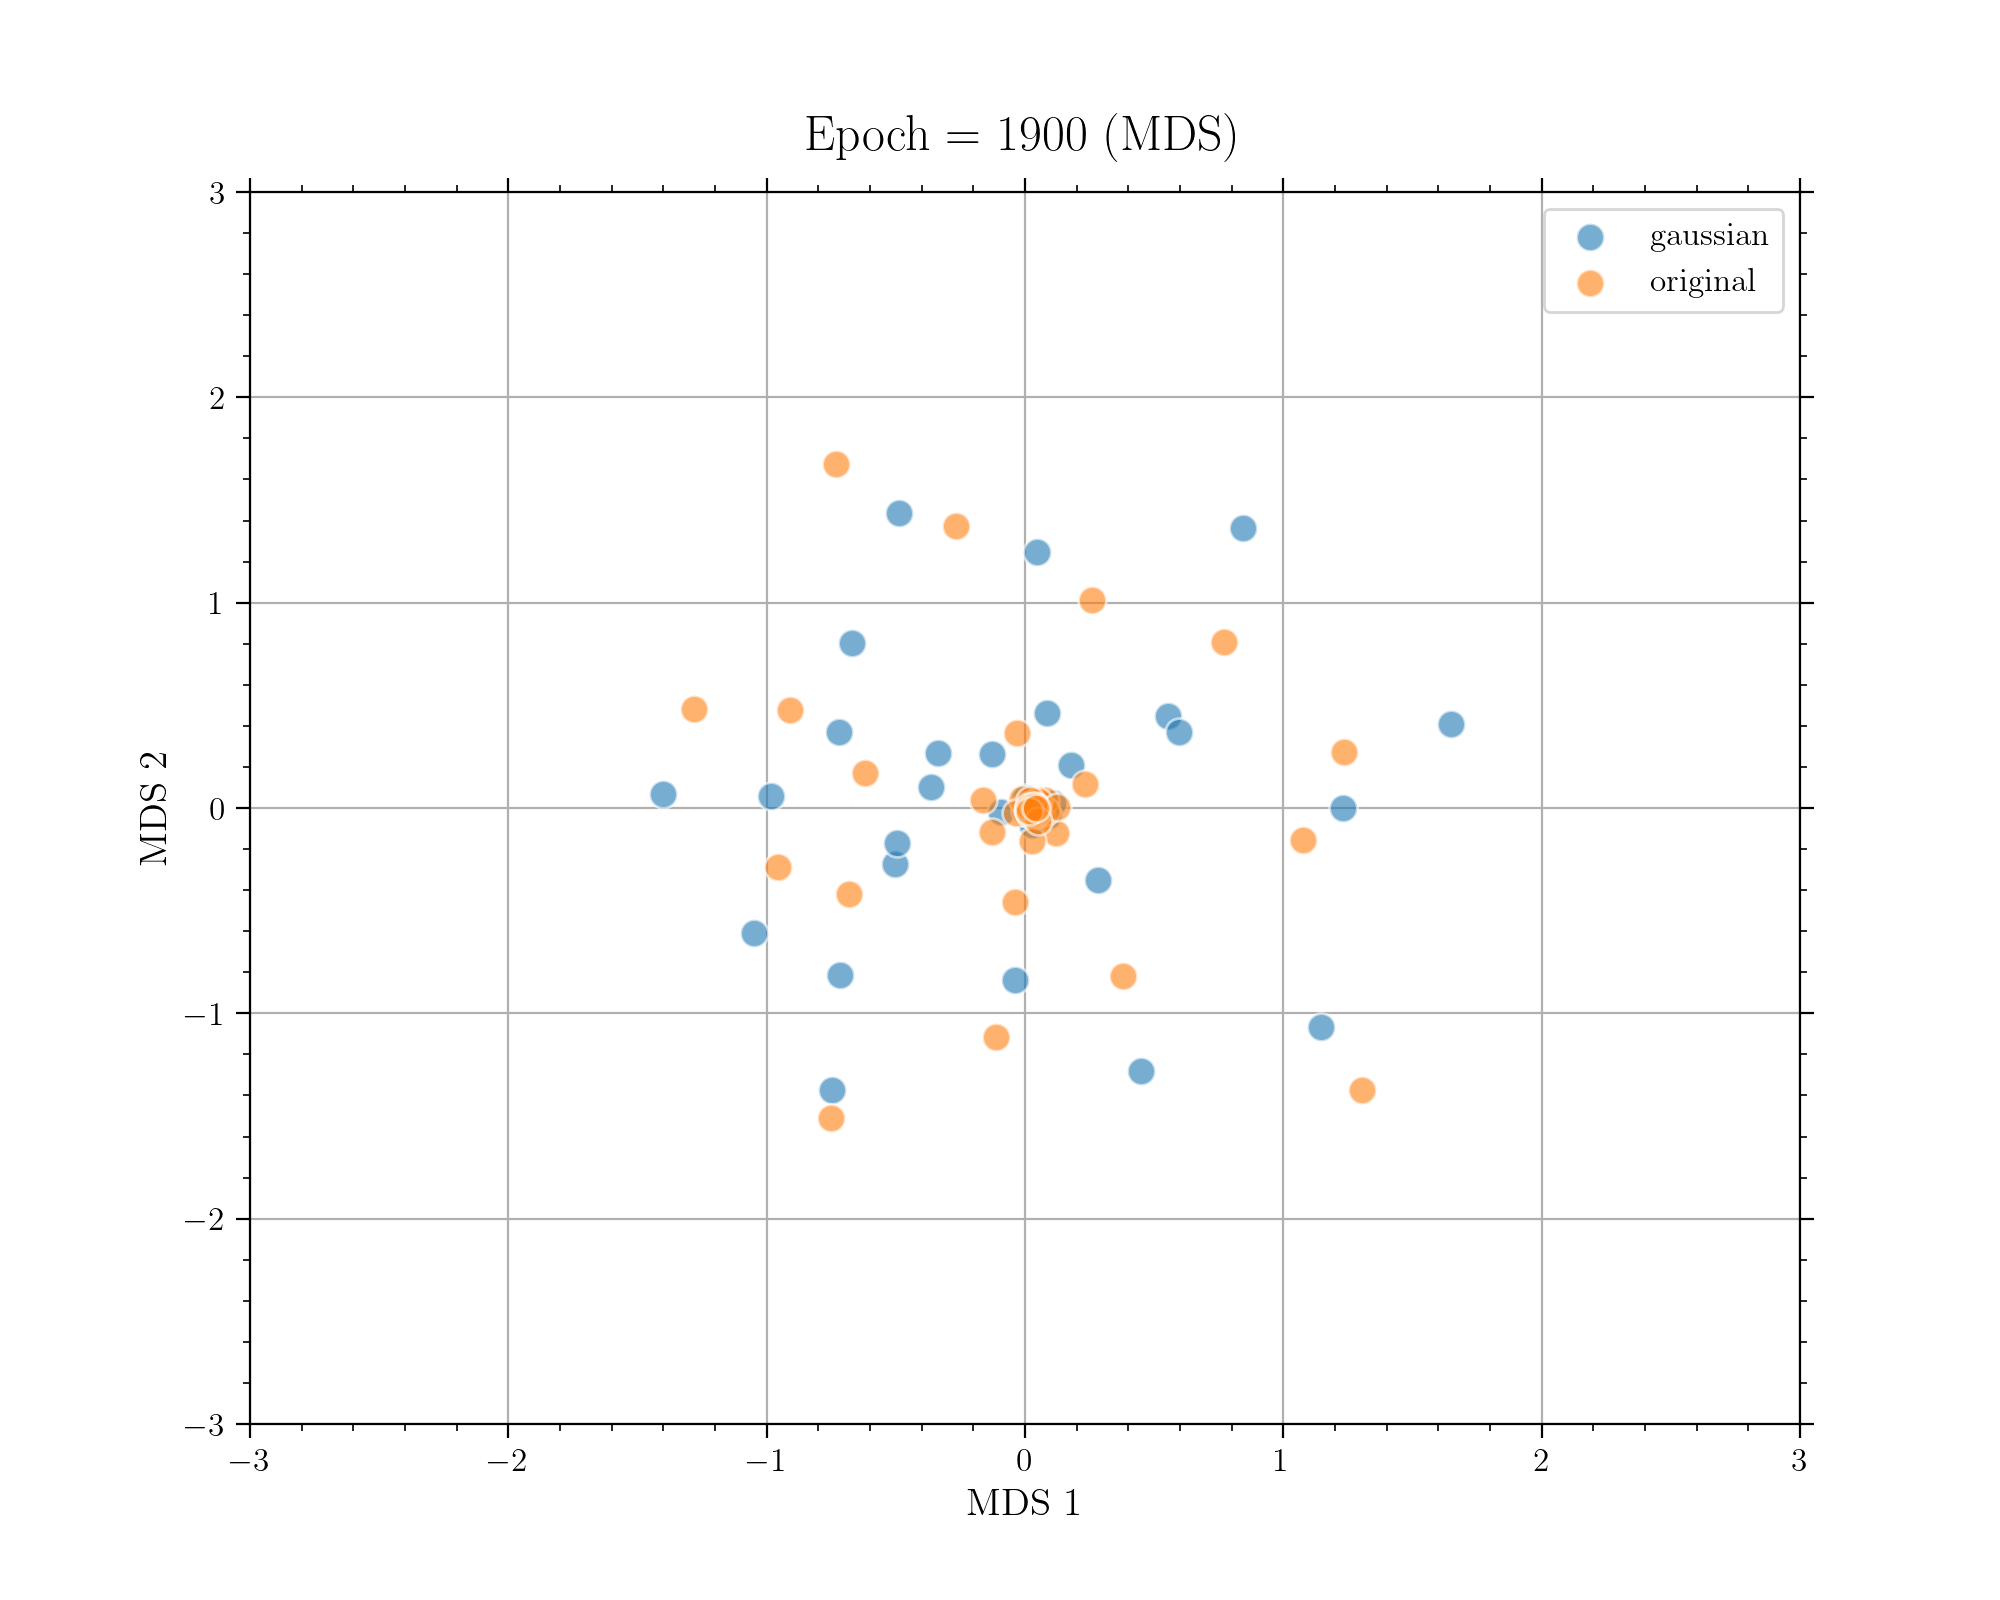 Epoch = 1900 (MDS)
gaussian
original
3
2
1
0
−1
−2
−3
MDS 2
−3 −2 −1 0 1 2 3
MDS 1